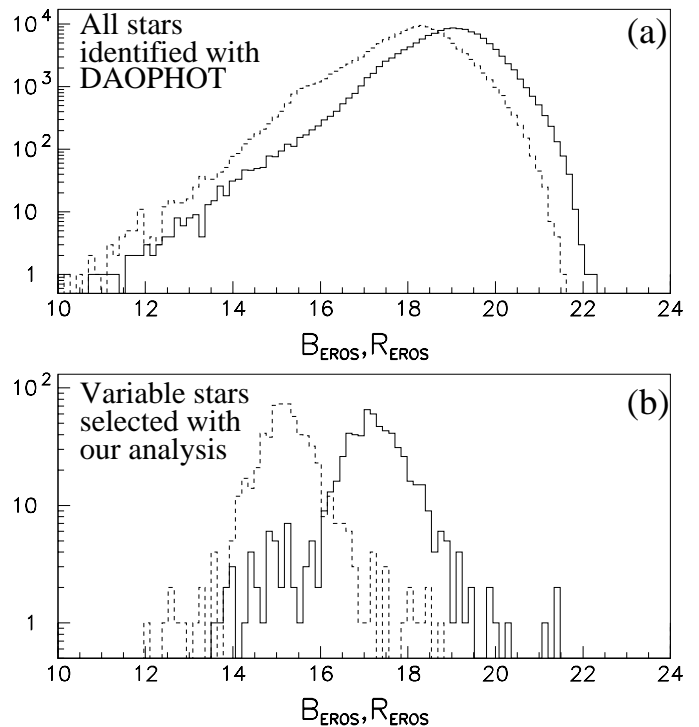 All stars
identified with
DAOPHOT
(a)
10^4
10^3
10^2
10
1
10 12 14 16 18 20 22 24
B_EROS, R_EROS
Variable stars
selected with
our analysis
(b)
10^2
10
1
10 12 14 16 18 20 22 24
B_EROS, R_EROS